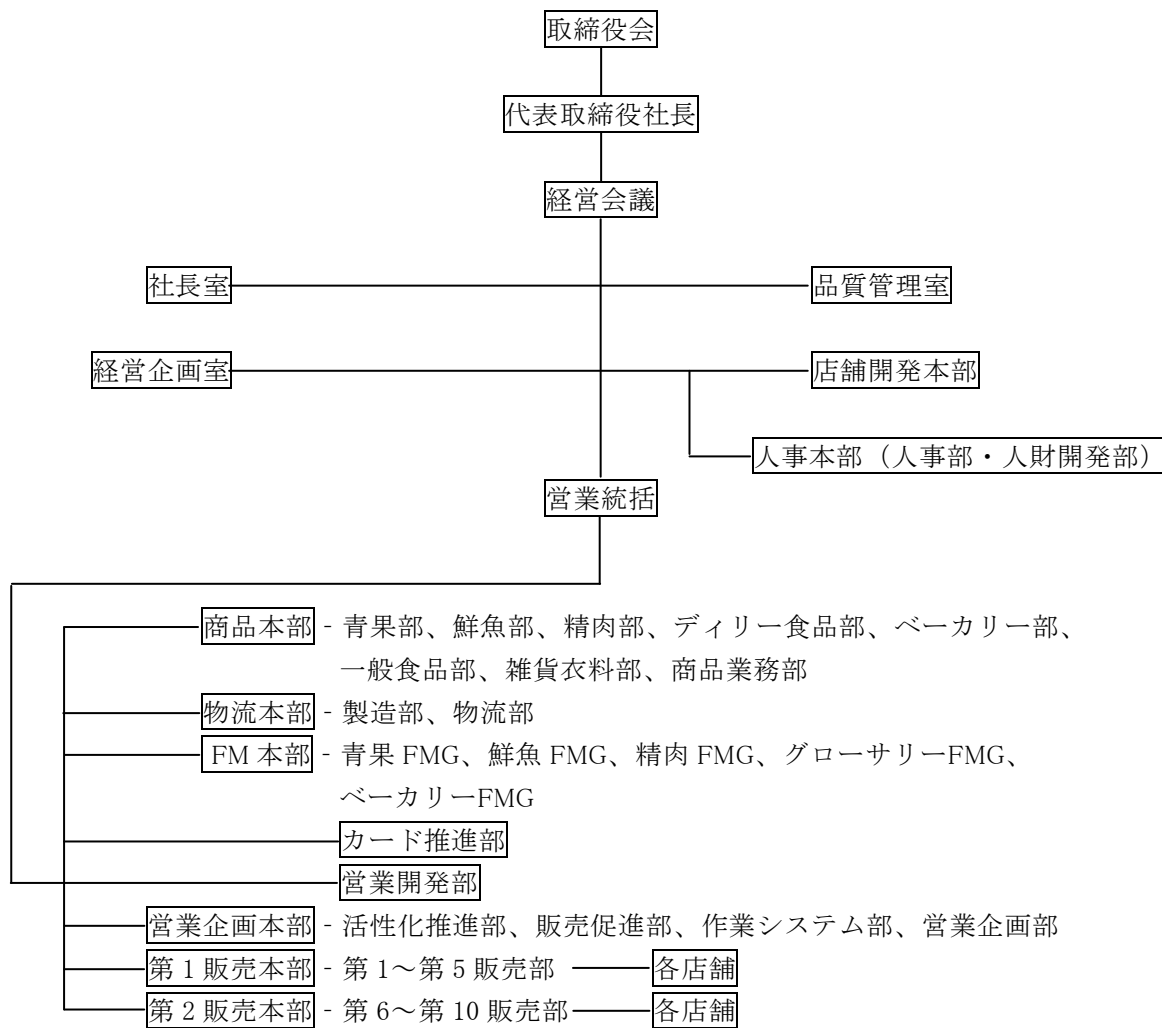 取締役会
代表取締役社長
経営会議
社長室
品質管理室
経営企画室
店舗開発本部
人事本部（人事部・人財開発部）
営業統括
商品本部 - 青果部、鮮魚部、精肉部、ディリー食品部、ベーカリー部、
一般食品部、雑貨衣料部、商品業務部
物流本部 - 製造部、物流部
FM 本部 - 青果 FMG、鮮魚 FMG、精肉 FMG、グローサリーFMG、
ベーカリーFMG
カード推進部
営業開発部
営業企画本部 - 活性化推進部、販売促進部、作業システム部、営業企画部
第 1 販売本部 - 第 1～第 5 販売部 各店舗
第 2 販売本部 - 第 6～第 10 販売部 各店舗